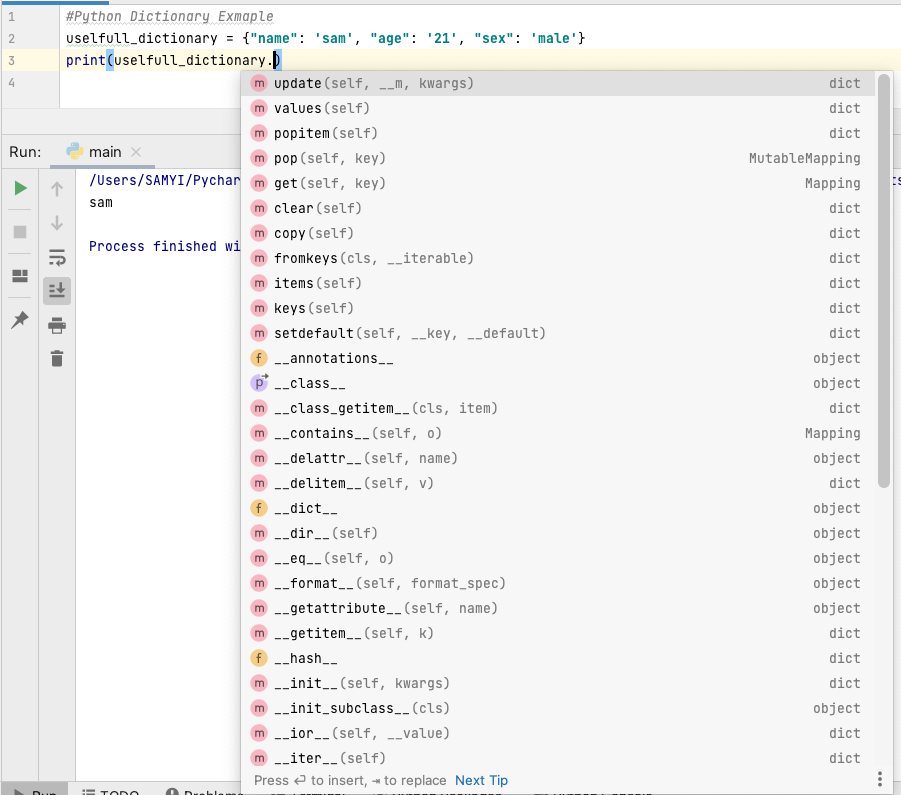 1 #Python Dictionary Exmaple
2 uselfull_dictionary = {"name": 'sam', "age": '21', "sex": 'male'}
3 print(uselfull_dictionary.)
4
m update(self, __m, kwargs) dict
m values(self) dict
m popitem(self) dict
m pop(self, key) MutableMapping
m get(self, key) Mapping
m clear(self) dict
m copy(self) dict
m fromkeys(cls, __iterable) dict
m items(self) dict
m keys(self) dict
m setdefault(self, __key, __default) dict
f __annotations__ object
p __class__ object
m __class_getitem__(cls, item) dict
m __contains__(self, o) Mapping
m __delattr__(self, name) object
m __delitem__(self, v) dict
f __dict__ object
m __dir__(self) object
m __eq__(self, o) object
m __format__(self, format_spec) object
m __getattribute__(self, name) object
m __getitem__(self, k) dict
f __hash__ dict
m __init__(self, kwargs) dict
m __init_subclass__(cls) object
m __ior__(self, __value) dict
m __iter__(self) dict
Press ↩ to insert, ⇥ to replace Next Tip
Run: main
/Users/SAMYI/Pychar
sam
Process finished wi
Run TODO Problems